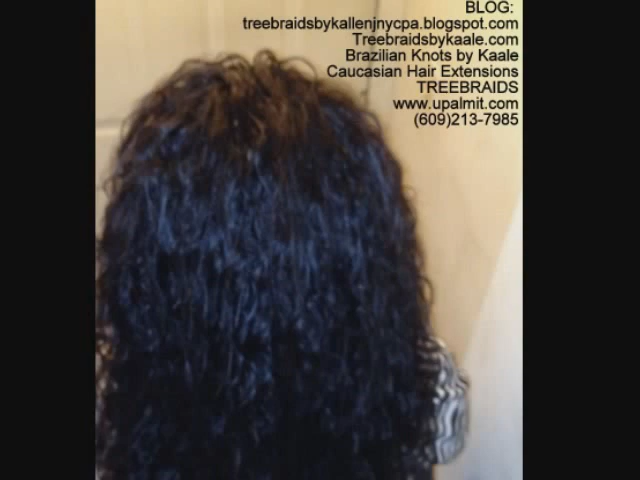 BLOG:
treebraidsbykallenjnycpa.blogspot.com
Treebraidsbykaale.com
Brazilian Knots by Kaale
Caucasian Hair Extensions
TREEBRAIDS
www.upalmit.com
(609)213-7985